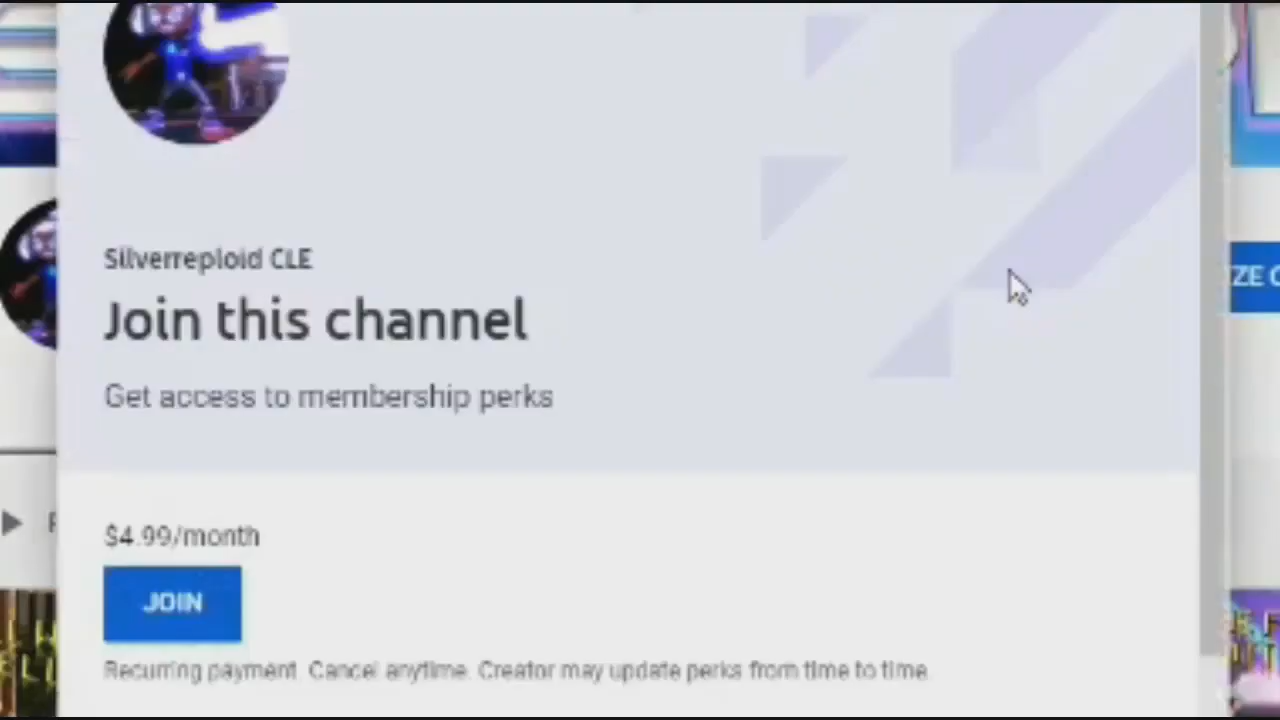 Silverreploid CLE
Join this channel
Get access to membership perks
ZE C
$4.99/month
JOIN
Recurring payment. Cancel anytime. Creator may update perks from time to time.